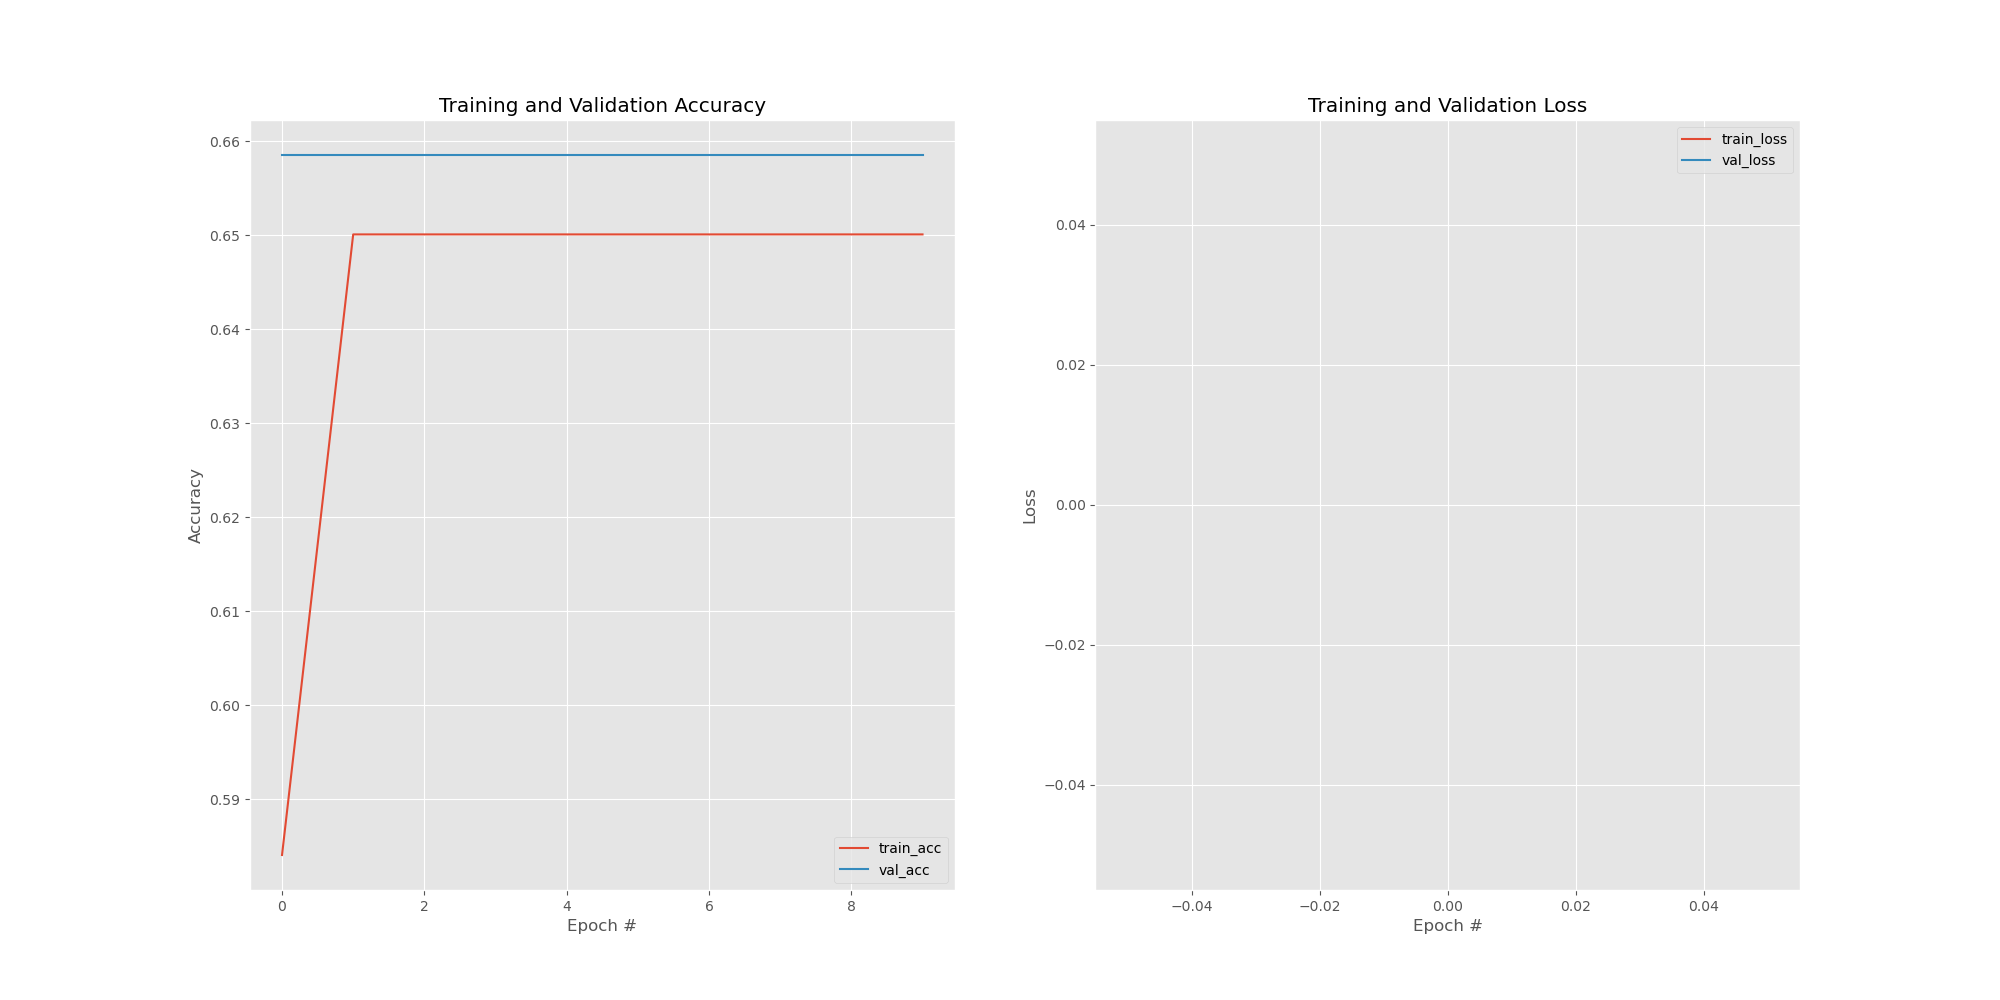 Training and Validation Accuracy
0.66
0.65
0.64
0.63
0.62
0.61
0.60
0.59
Accuracy
train_acc
val_acc
0 2 4 6 8
Epoch #
Training and Validation Loss
train_loss
val_loss
0.04
0.02
0.00
−0.02
−0.04
Loss
−0.04 −0.02 0.00 0.02 0.04
Epoch #